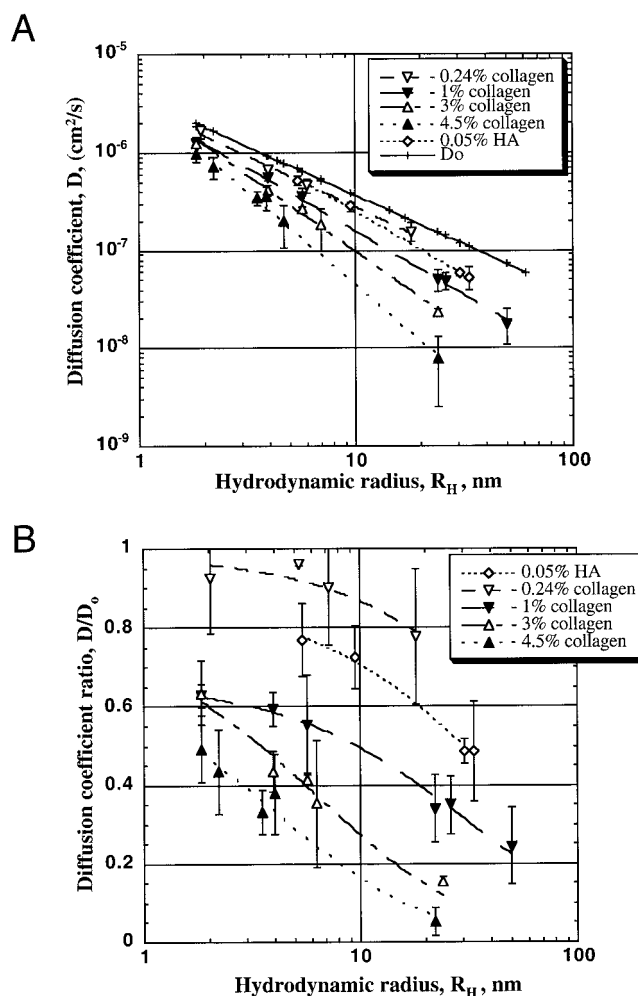 A
10-5
10-6
10-7
10-8
10-9
Diffusion coefficient, D, (cm2/s)
0.24% collagen
1% collagen
3% collagen
4.5% collagen
0.05% HA
Do
1
10
100
Hydrodynamic radius, RH, nm
B
1
0.8
0.6
0.4
0.2
0
Diffusion coefficient ratio, D/Do
0.05% HA
0.24% collagen
1% collagen
3% collagen
4.5% collagen
1
10
100
Hydrodynamic radius, RH, nm